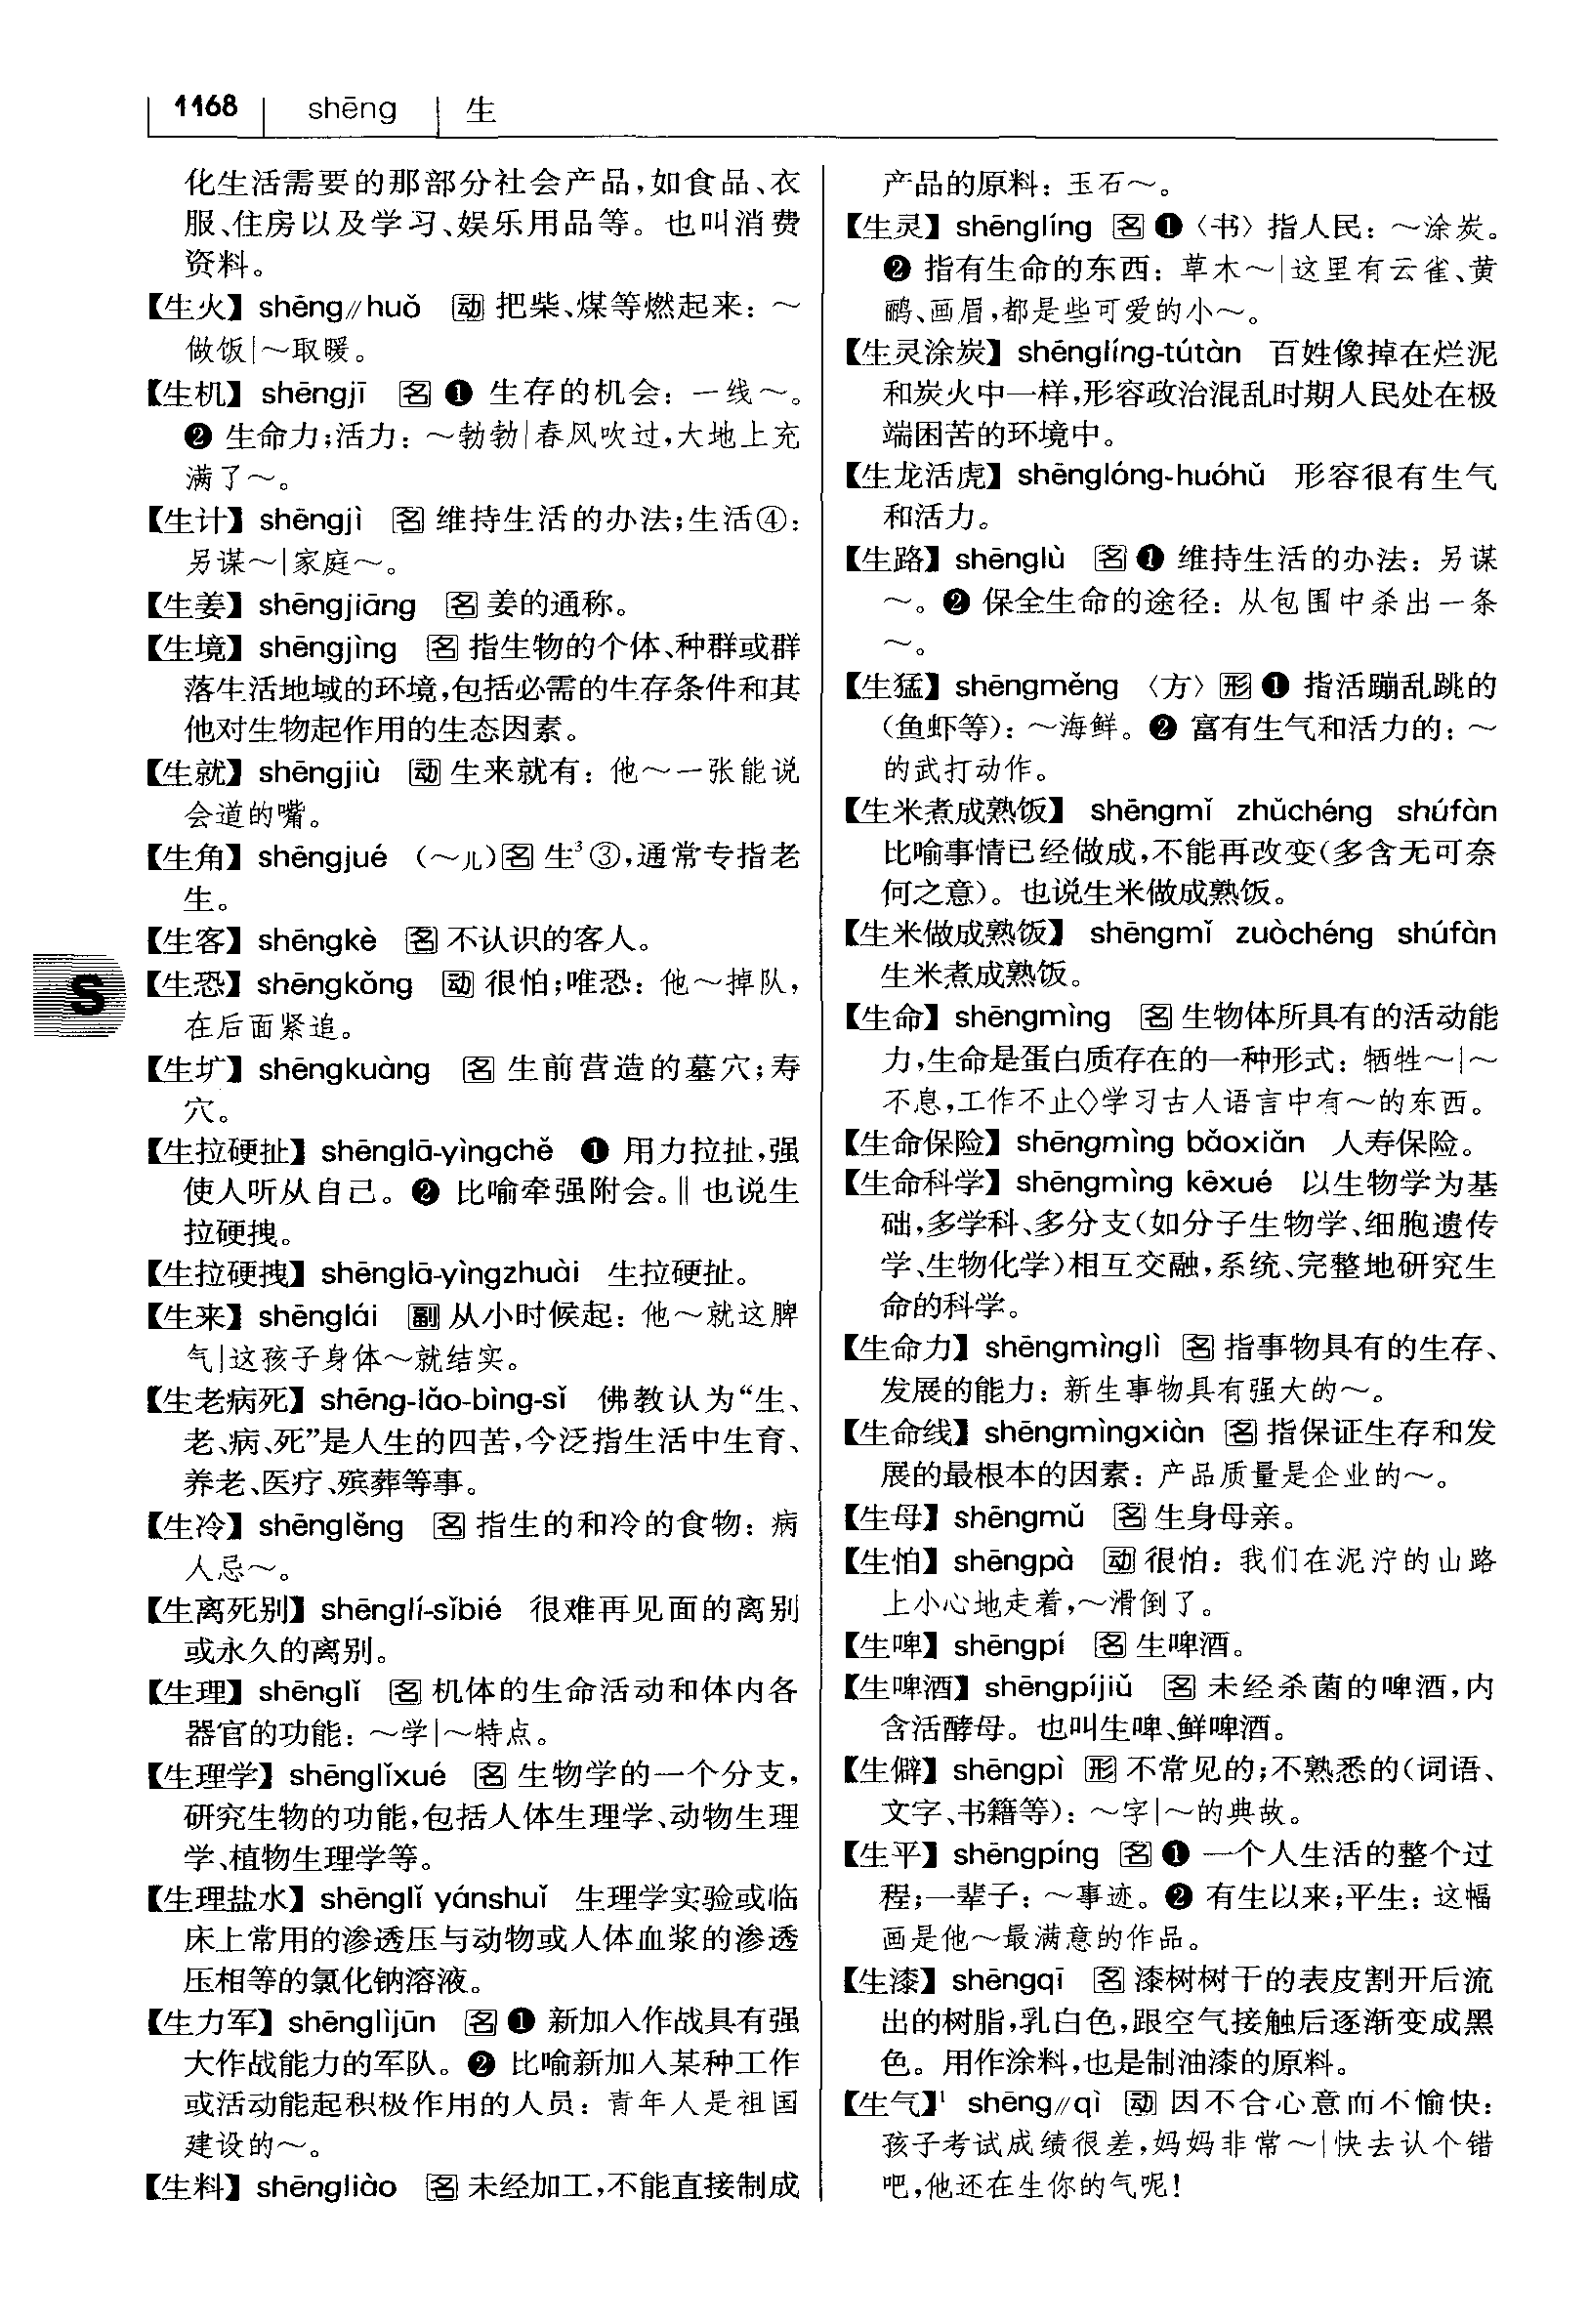 1168 shēng 生
化生活需要的那部分社会产品,如食品、衣
服、住房以及学习、娱乐用品等。也叫消费
资料。
【生火】 shēng∥huǒ 动 把柴、煤等燃起来：～
做饭|～取暖。
【生机】 shēngjī 名 ❶ 生存的机会：一线～。
❷ 生命力;活力：～勃勃|春风吹过,大地上充
满了～。
【生计】 shēngjì 名 维持生活的办法;生活④：
另谋～|家庭～。
【生姜】 shēngjiāng 名 姜的通称。
【生境】 shēngjìng 名 指生物的个体、种群或群
落生活地域的环境,包括必需的生存条件和其
他对生物起作用的生态因素。
【生就】 shēngjiù 动 生来就有：他～一张能说
会道的嘴。
【生角】 shēngjué (～儿)名 生³③,通常专指老
生。
【生客】 shēngkè 名 不认识的客人。
【生恐】 shēngkǒng 动 很怕;唯恐：他～掉队,
在后面紧追。
【生圹】 shēngkuàng 名 生前营造的墓穴;寿
穴。
【生拉硬扯】 shēnglā-yìngchě ❶ 用力拉扯,强
使人听从自己。❷ 比喻牵强附会。‖ 也说生
拉硬拽。
【生拉硬拽】 shēnglā-yìngzhuài 生拉硬扯。
【生来】 shēnglái 副 从小时候起：他～就这脾
气|这孩子身体～就结实。
【生老病死】 shēng-lǎo-bìng-sǐ 佛教认为“生、
老、病、死”是人生的四苦,今泛指生活中生育、
养老、医疗、殡葬等事。
【生冷】 shēnglěng 名 指生的和冷的食物：病
人忌～。
【生离死别】 shēnglí-sǐbié 很难再见面的离别
或永久的离别。
【生理】 shēnglǐ 名 机体的生命活动和体内各
器官的功能：～学|～特点。
【生理学】 shēnglǐxué 名 生物学的一个分支,
研究生物的功能,包括人体生理学、动物生理
学、植物生理学等。
【生理盐水】 shēnglǐ yánshuǐ 生理学实验或临
床上常用的渗透压与动物或人体血浆的渗透
压相等的氯化钠溶液。
【生力军】 shēnglìjūn 名 ❶ 新加入作战具有强
大作战能力的军队。❷ 比喻新加入某种工作
或活动能起积极作用的人员：青年人是祖国
建设的～。
【生料】 shēngliào 名 未经加工,不能直接制成
产品的原料：玉石～。
【生灵】 shēnglíng 名 ❶〈书〉指人民：～涂炭。
❷ 指有生命的东西：草木～|这里有云雀、黄
鹂、画眉,都是些可爱的小～。
【生灵涂炭】 shēnglíng-tútàn 百姓像掉在烂泥
和炭火中一样,形容政治混乱时期人民处在极
端困苦的环境中。
【生龙活虎】 shēnglóng-huóhǔ 形容很有生气
和活力。
【生路】 shēnglù 名 ❶ 维持生活的办法：另谋
～。❷ 保全生命的途径：从包围中杀出一条
～。
【生猛】 shēngměng 〈方〉形 ❶ 指活蹦乱跳的
(鱼虾等)：～海鲜。❷ 富有生气和活力的：～
的武打动作。
【生米煮成熟饭】 shēngmǐ zhǔchéng shúfàn
比喻事情已经做成,不能再改变(多含无可奈
何之意)。也说生米做成熟饭。
【生米做成熟饭】 shēngmǐ zuòchéng shúfàn
生米煮成熟饭。
【生命】 shēngmìng 名 生物体所具有的活动能
力,生命是蛋白质存在的一种形式：牺牲～|～
不息,工作不止◇学习古人语言中有～的东西。
【生命保险】 shēngmìng bǎoxiǎn 人寿保险。
【生命科学】 shēngmìng kēxué 以生物学为基
础,多学科、多分支(如分子生物学、细胞遗传
学、生物化学)相互交融,系统、完整地研究生
命的科学。
【生命力】 shēngmìnglì 名 指事物具有的生存、
发展的能力：新生事物具有强大的～。
【生命线】 shēngmìngxiàn 名 指保证生存和发
展的最根本的因素：产品质量是企业的～。
【生母】 shēngmǔ 名 生身母亲。
【生怕】 shēngpà 动 很怕：我们在泥泞的山路
上小心地走着,～滑倒了。
【生啤】 shēngpí 名 生啤酒。
【生啤酒】 shēngpíjiǔ 名 未经杀菌的啤酒,内
含活酵母。也叫生啤、鲜啤酒。
【生僻】 shēngpì 形 不常见的;不熟悉的(词语、
文字、书籍等)：～字|～的典故。
【生平】 shēngpíng 名 ❶ 一个人生活的整个过
程;一辈子：～事迹。❷ 有生以来;平生：这幅
画是他～最满意的作品。
【生漆】 shēngqī 名 漆树树干的表皮割开后流
出的树脂,乳白色,跟空气接触后逐渐变成黑
色。用作涂料,也是制油漆的原料。
【生气】¹ shēng∥qì 动 因不合心意而不愉快：
孩子考试成绩很差,妈妈非常～|快去认个错
吧,他还在生你的气呢!
S